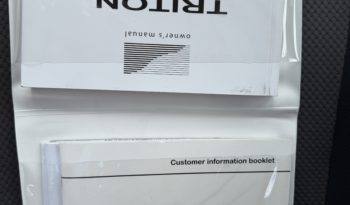 TRITON
owner's manual
Customer information booklet